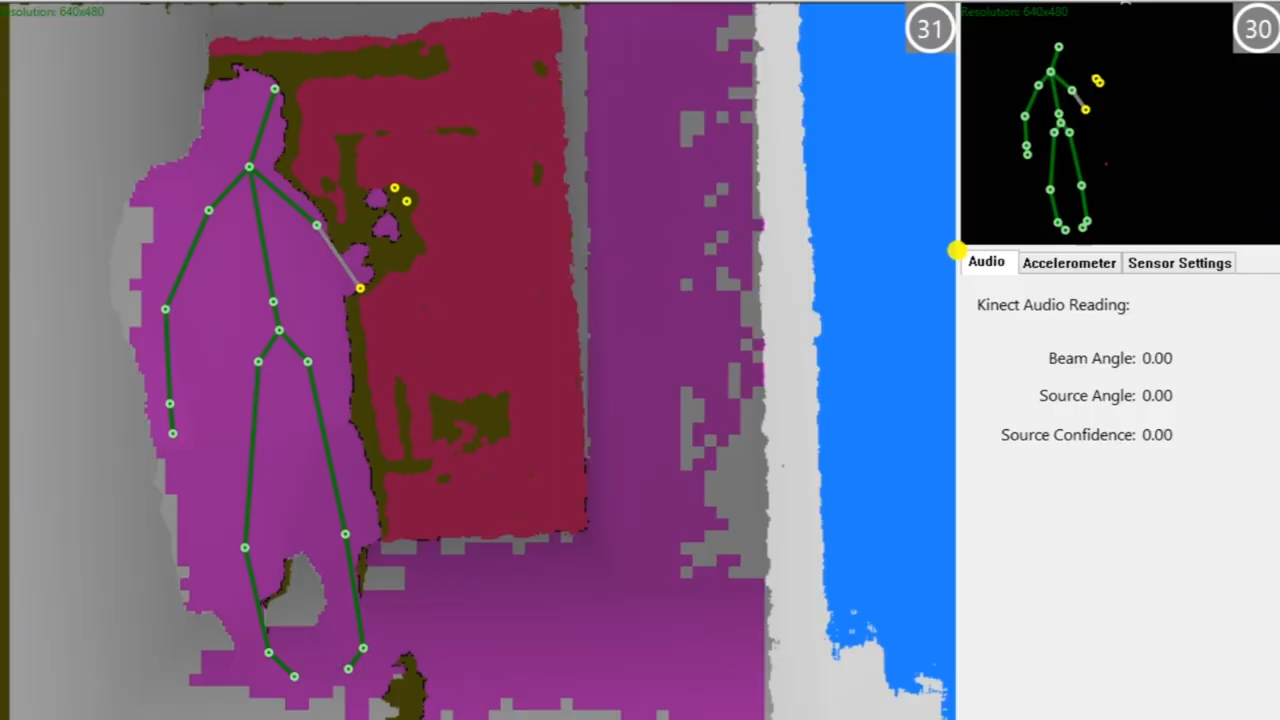 Resolution: 640x480
31
Resolution: 640x480
30
Audio
Accelerometer
Sensor Settings
Kinect Audio Reading:
Beam Angle: 0.00
Source Angle: 0.00
Source Confidence: 0.00